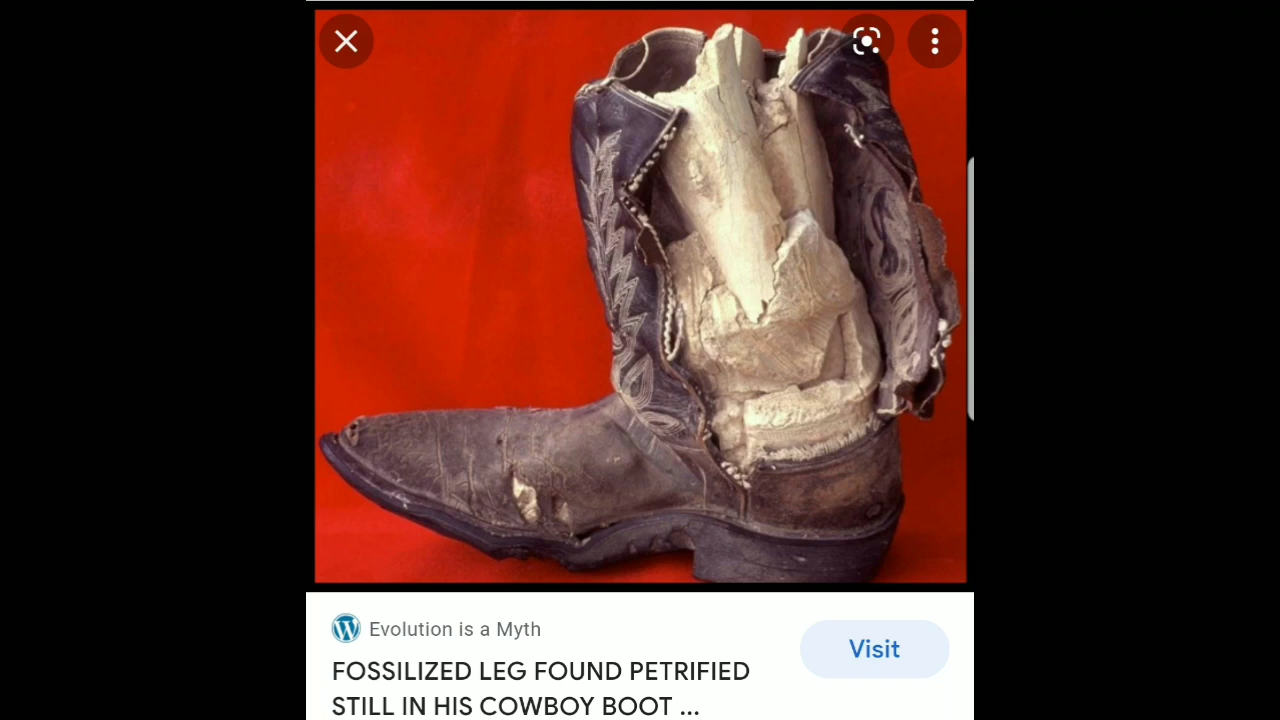 Evolution is a Myth
Visit
FOSSILIZED LEG FOUND PETRIFIED
STILL IN HIS COWBOY BOOT ...